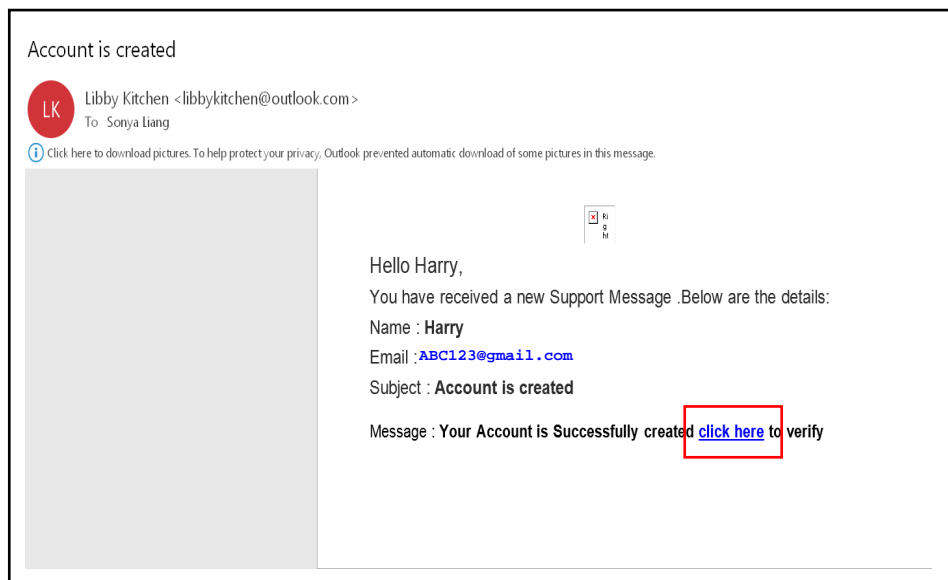 Account is created
LK
Libby Kitchen <libbykitchen@outlook.com>
To Sonya Liang
Click here to download pictures. To help protect your privacy, Outlook prevented automatic download of some pictures in this message.
Ri
g
ht
Hello Harry,
You have received a new Support Message .Below are the details:
Name : Harry
Email :ABC123@gmail.com
Subject : Account is created
Message : Your Account is Successfully created click here to verify